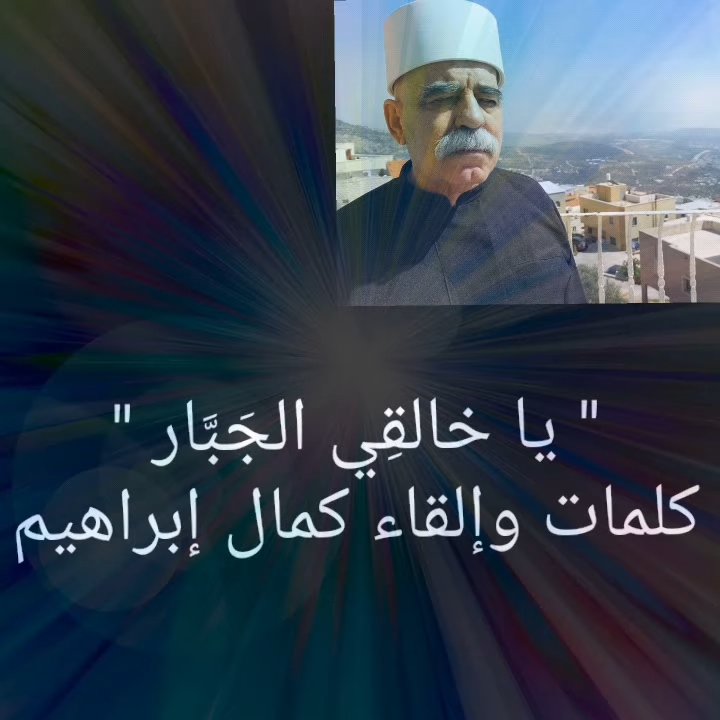 " يا خالقِي الجَبَّار "
كلمات وإلقاء كمال إبراهيم